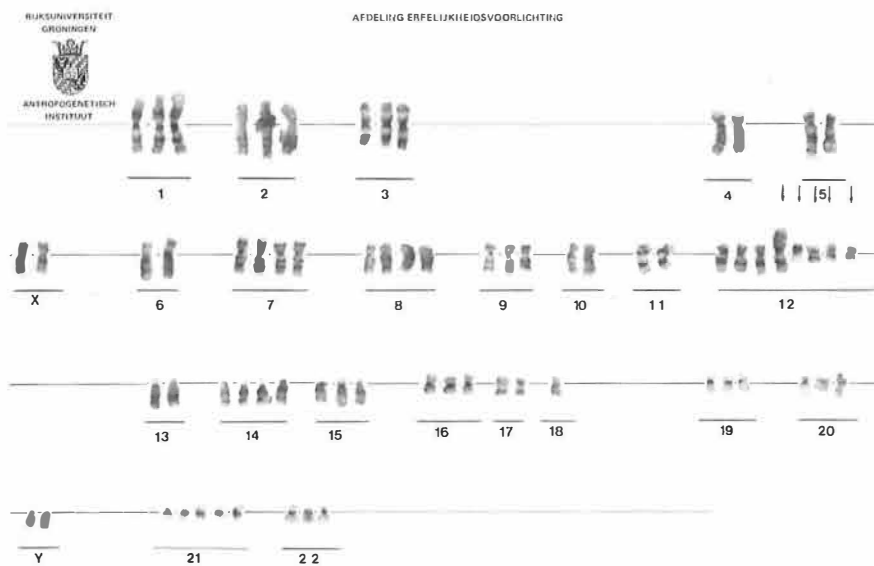 RIJKSUNIVERSITEIT
GRONINGEN
ANTROPOGENETISCH
INSTITUUT
AFDELING ERFELIJKHEIDSVOORLICHTING
1 2 3 4 5
X 6 7 8 9 10 11 12
13 14 15 16 17 18 19 20
Y 21 22